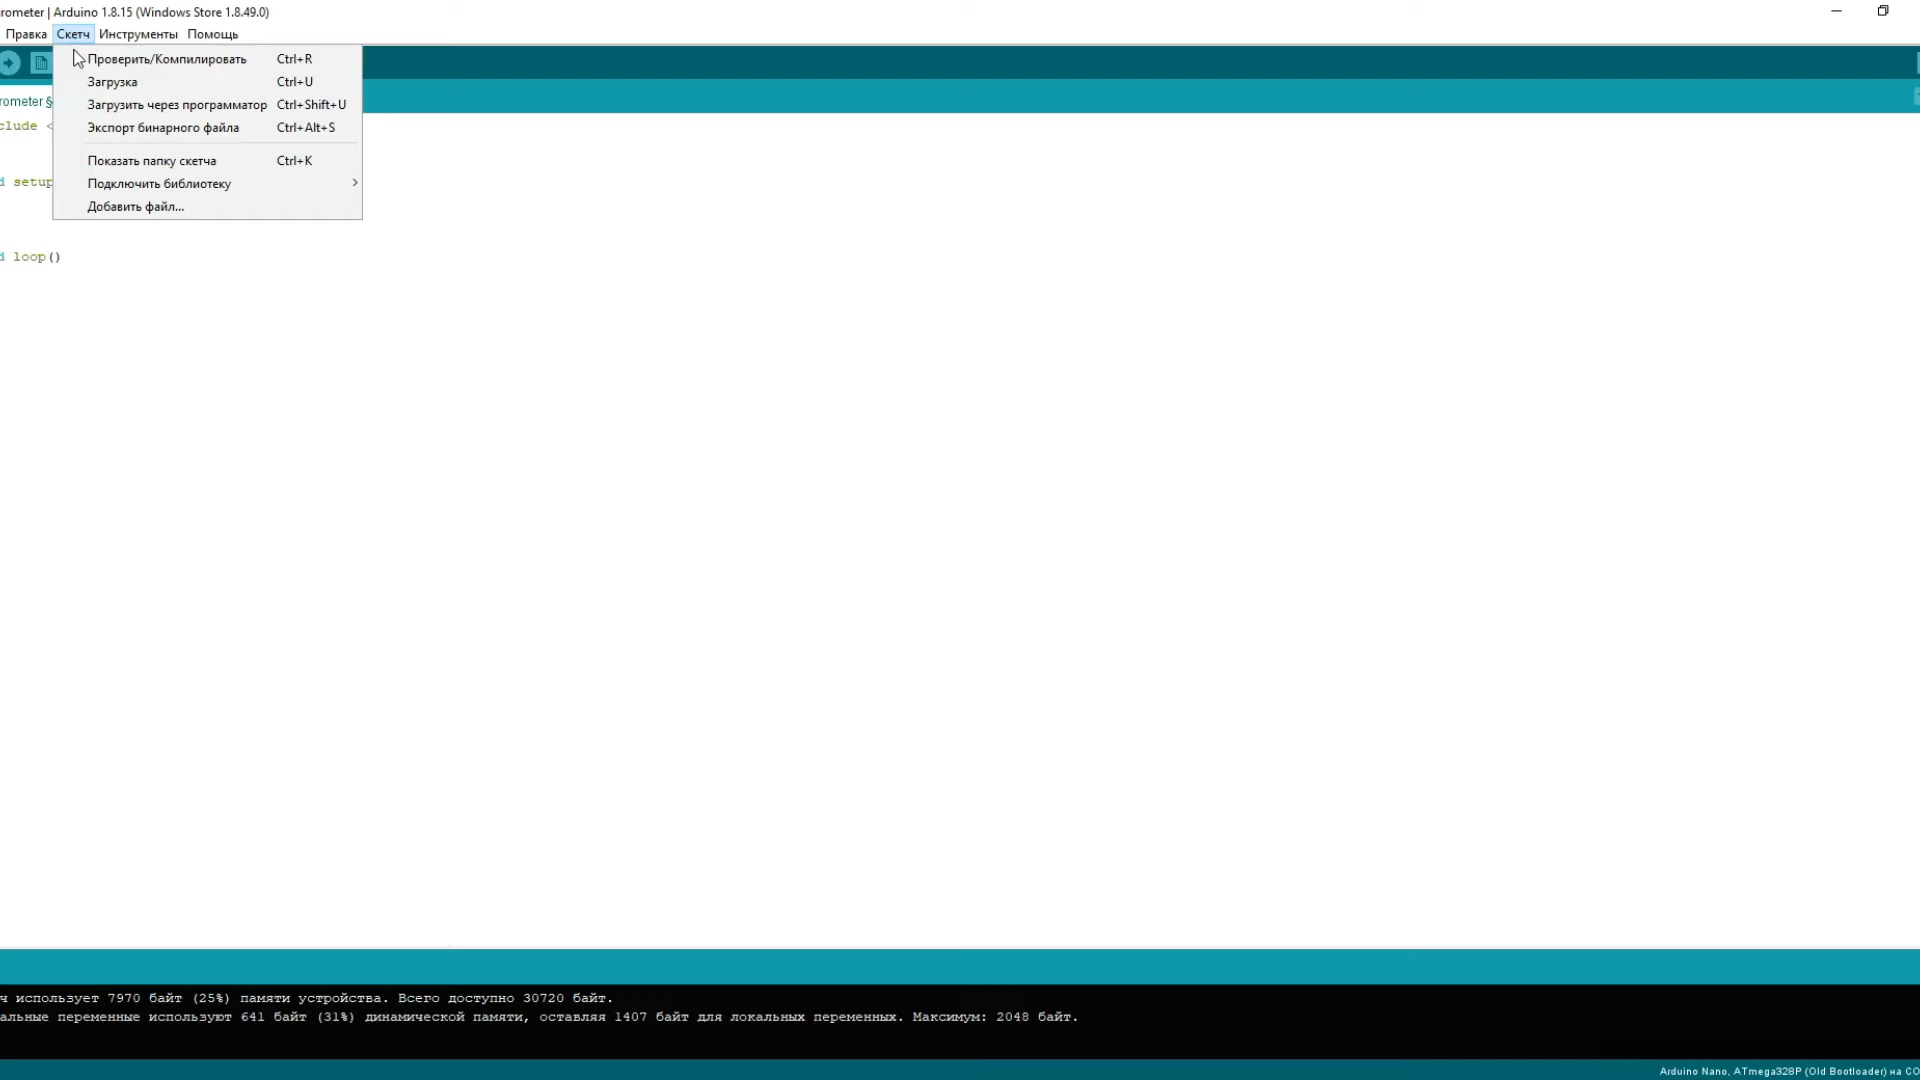 rometer | Arduino 1.8.15 (Windows Store 1.8.49.0)
Правка Скетч Инструменты Помощь
Проверить/Компилировать Ctrl+R
Загрузка Ctrl+U
Загрузить через программатор Ctrl+Shift+U
Экспорт бинарного файла Ctrl+Alt+S
Показать папку скетча Ctrl+K
Подключить библиотеку
Добавить файл...
rometer §
clude <
d setup
d loop()
ч использует 7970 байт (25%) памяти устройства. Всего доступно 30720 байт.
альные переменные используют 641 байт (31%) динамической памяти, оставляя 1407 байт для локальных переменных. Максимум: 2048 байт.
Arduino Nano, ATmega328P (Old Bootloader) на CO